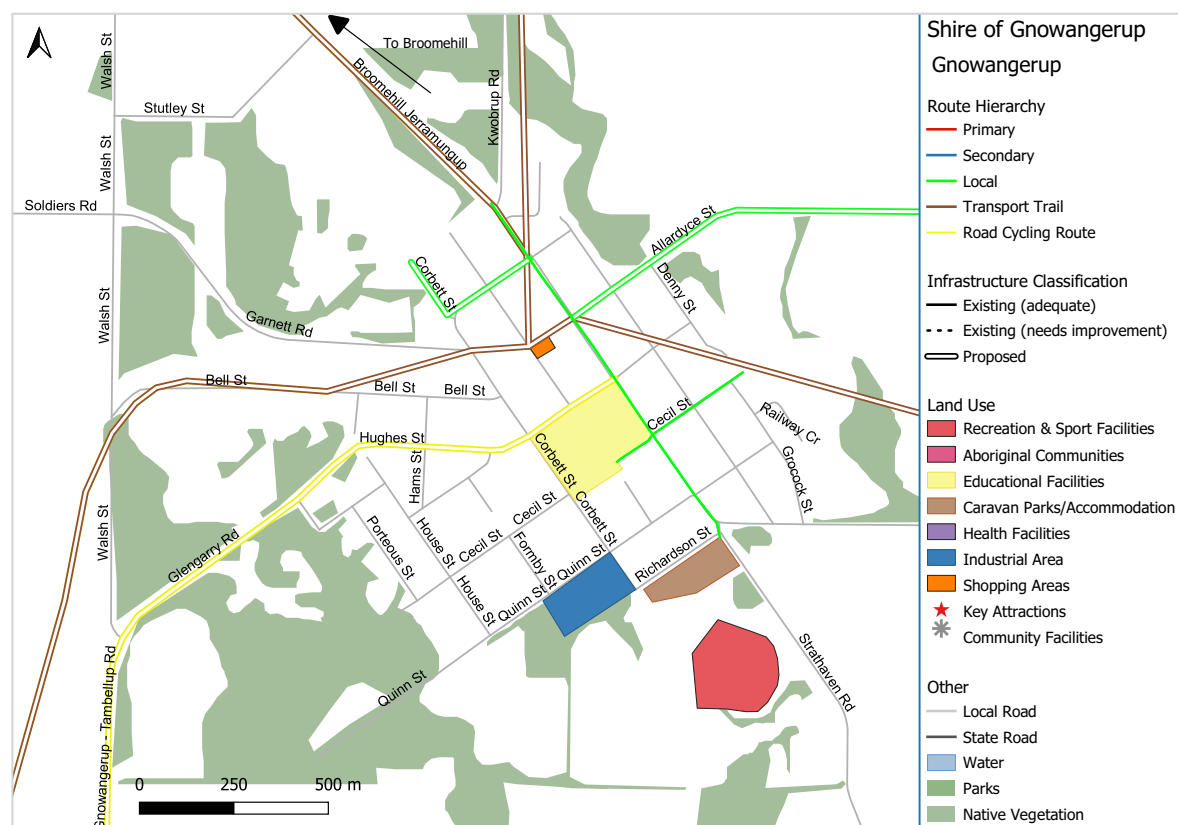 Shire of Gnowangerup
Gnowangerup
Route Hierarchy
Primary
Secondary
Local
Transport Trail
Road Cycling Route
Infrastructure Classification
Existing (adequate)
Existing (needs improvement)
Proposed
Land Use
Recreation & Sport Facilities
Aboriginal Communities
Educational Facilities
Caravan Parks/Accommodation
Health Facilities
Industrial Area
Shopping Areas
Key Attractions
Community Facilities
Other
Local Road
State Road
Water
Parks
Native Vegetation
To Broomehill
Walsh St
Broomehill Jerramungup
Kwobrup Rd
Stutley St
Walsh St
Soldiers Rd
Allardyce St
Corbett St
Denny St
Walsh St
Garnett Rd
Bell St
Bell St
Bell St
Cecil St
Railway Cr
Hughes St
Corbett St
Hams St
Grocock St
Walsh St
Cecil St
Corbett St
Porteous St
House St
Cecil St
Formby St
Quinn St
Richardson St
Glengarry Rd
House St
Quinn St
Strathaven Rd
Quinn St
Gnowangerup - Tambellup Rd
0 250 500 m